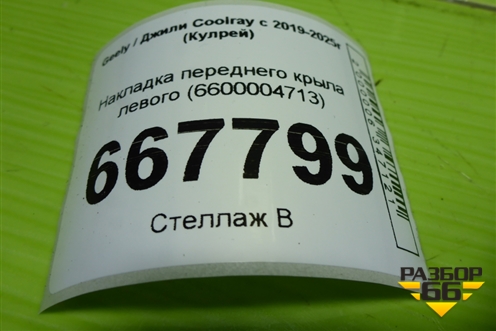 Geely / Джили Coolray с 2019-2025г
(Кулрей)
Накладка переднего крыла
левого (6600004713)
667799
Стеллаж В
РАЗБОР
66